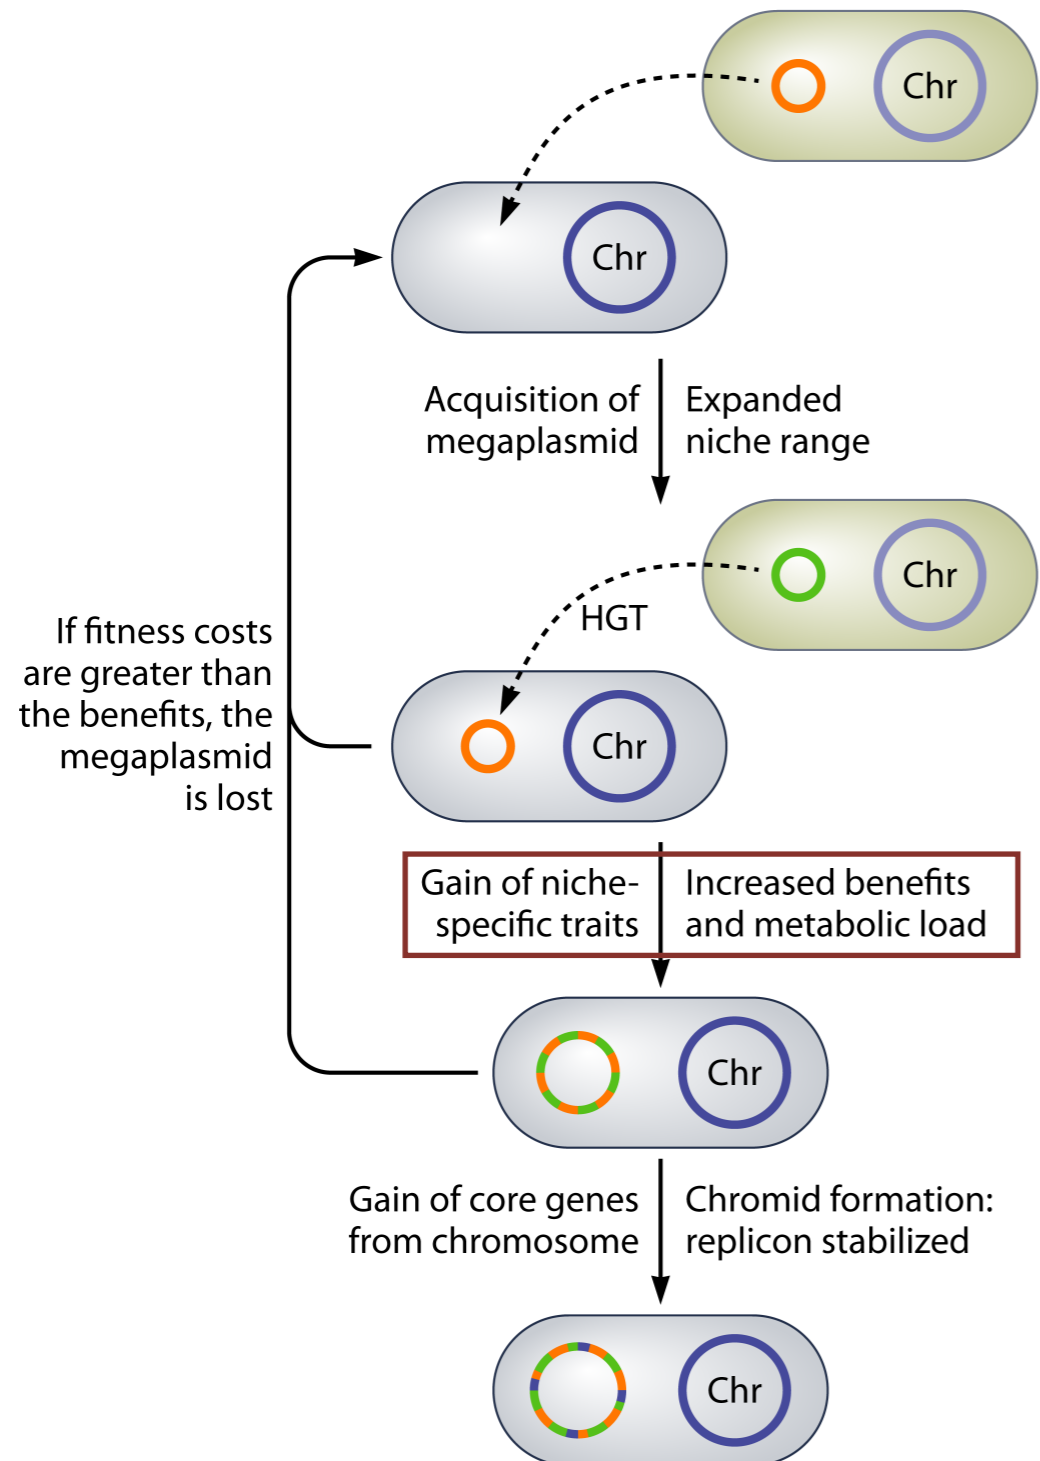 Chr
Chr
Acquisition of
megaplasmid
Expanded
niche range
Chr
HGT
If fitness costs
are greater than
the benefits, the
megaplasmid
is lost
Chr
Gain of niche-
specific traits
Increased benefits
and metabolic load
Chr
Gain of core genes
from chromosome
Chromid formation:
replicon stabilized
Chr